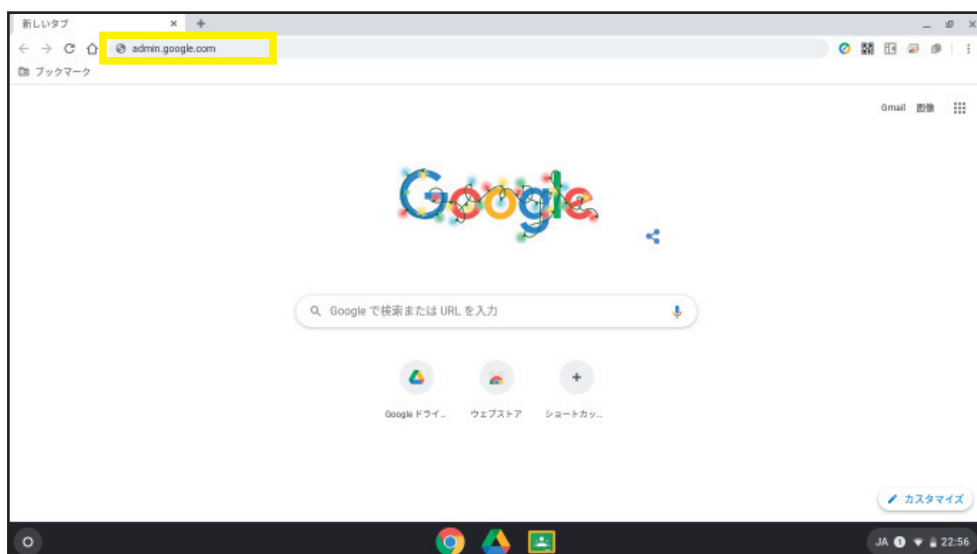 新しいタブ
admin.google.com
ブックマーク
Gmail 画像
Google
Google で検索または URL を入力
Google ドライ...
ウェブストア
ショートカッ...
カスタマイズ
JA 1 22:56